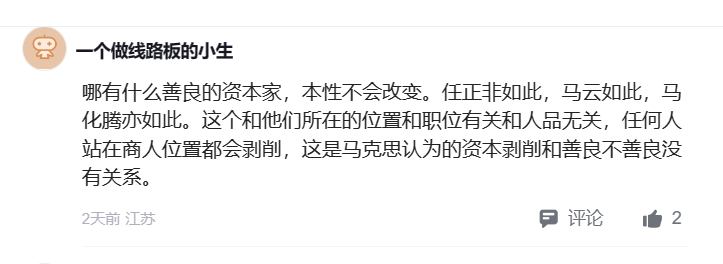 一个做线路板的小生
哪有什么善良的资本家，本性不会改变。任正非如此，马云如此，马
化腾亦如此。这个和他们所在的位置和职位有关和人品无关，任何人
站在商人位置都会剥削，这是马克思认为的资本剥削和善良不善良没
有关系。
2天前 江苏 评论 2